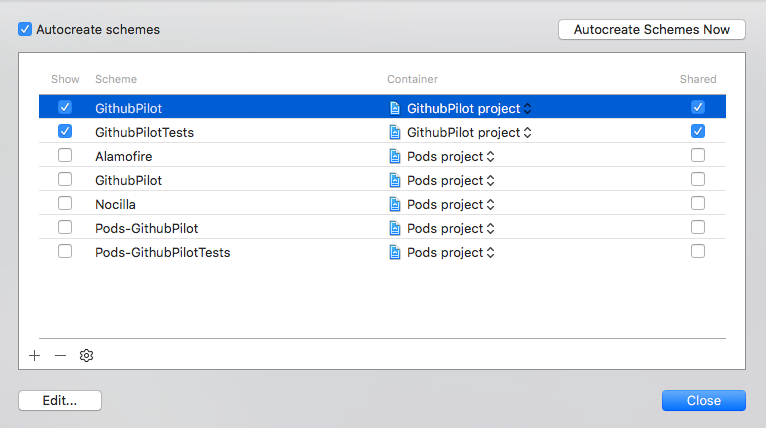 Autocreate schemes
Autocreate Schemes Now
Show Scheme Container Shared
GithubPilot GithubPilot project
GithubPilotTests GithubPilot project
Alamofire Pods project
GithubPilot Pods project
Nocilla Pods project
Pods-GithubPilot Pods project
Pods-GithubPilotTests Pods project
Edit... Close